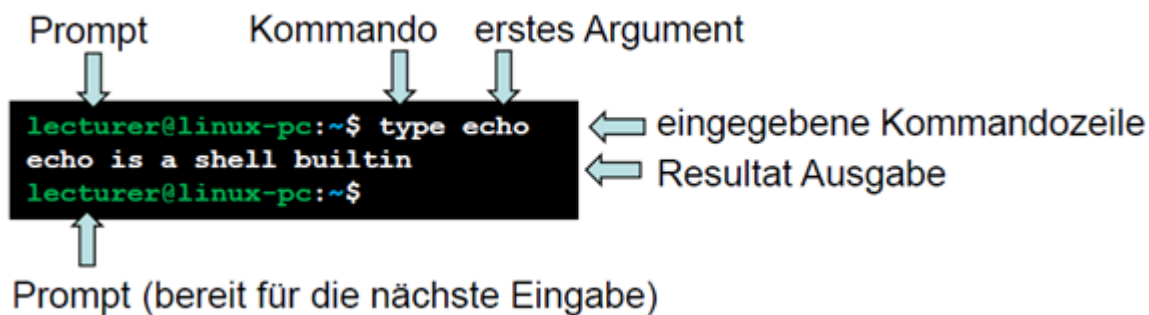 Prompt Kommando erstes Argument
lecturer@linux-pc:~$ type echo
eingegebene Kommandozeile
echo is a shell builtin
Resultat Ausgabe
lecturer@linux-pc:~$
Prompt (bereit für die nächste Eingabe)